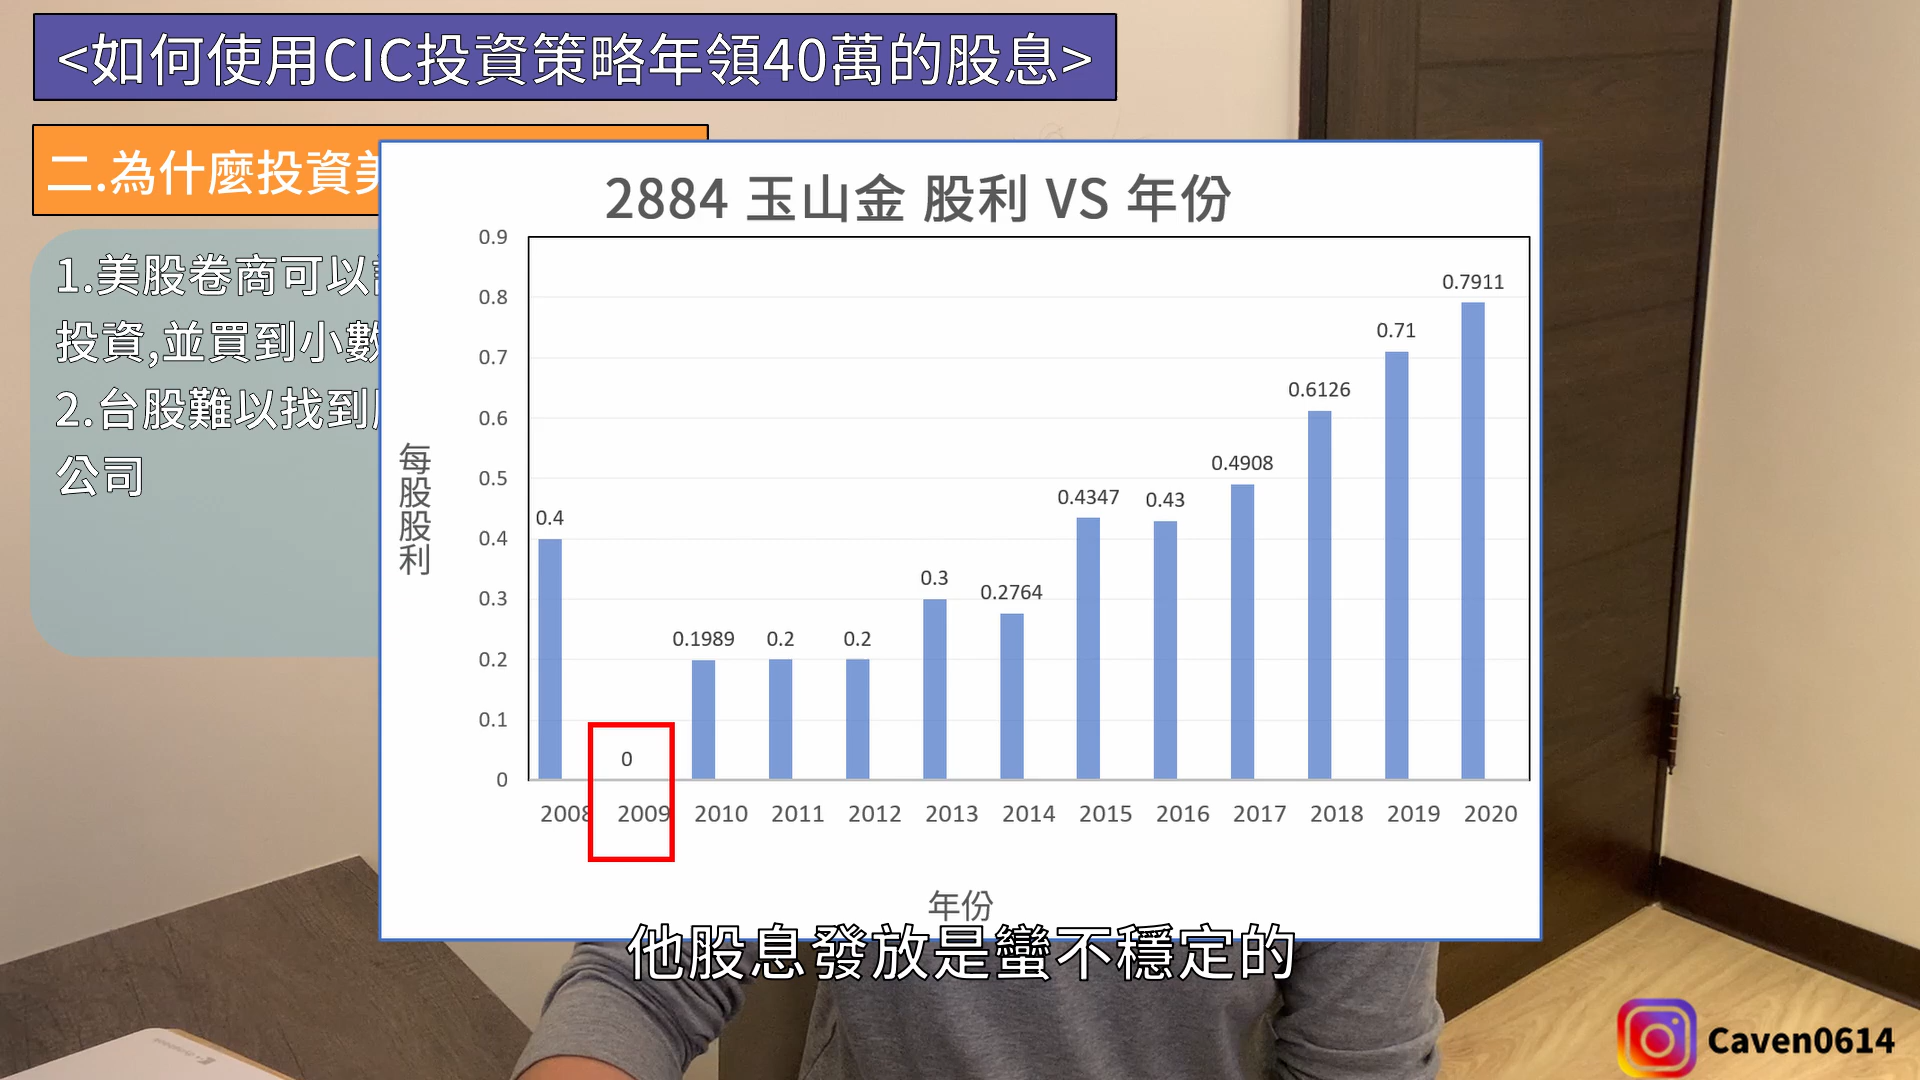 <如何使用CIC投資策略年領40萬的股息>
二.為什麼投資美
1.美股卷商可以
投資,並買到小數
2.台股難以找到
公司
2884 玉山金 股利 VS 年份
每股股利
0.9
0.8
0.7
0.6
0.5
0.4
0.3
0.2
0.1
0
0.4
0
0.1989
0.2
0.2
0.3
0.2764
0.4347
0.43
0.4908
0.6126
0.71
0.7911
2008 2009 2010 2011 2012 2013 2014 2015 2016 2017 2018 2019 2020
年份
他股息發放是蠻不穩定的
Caven0614